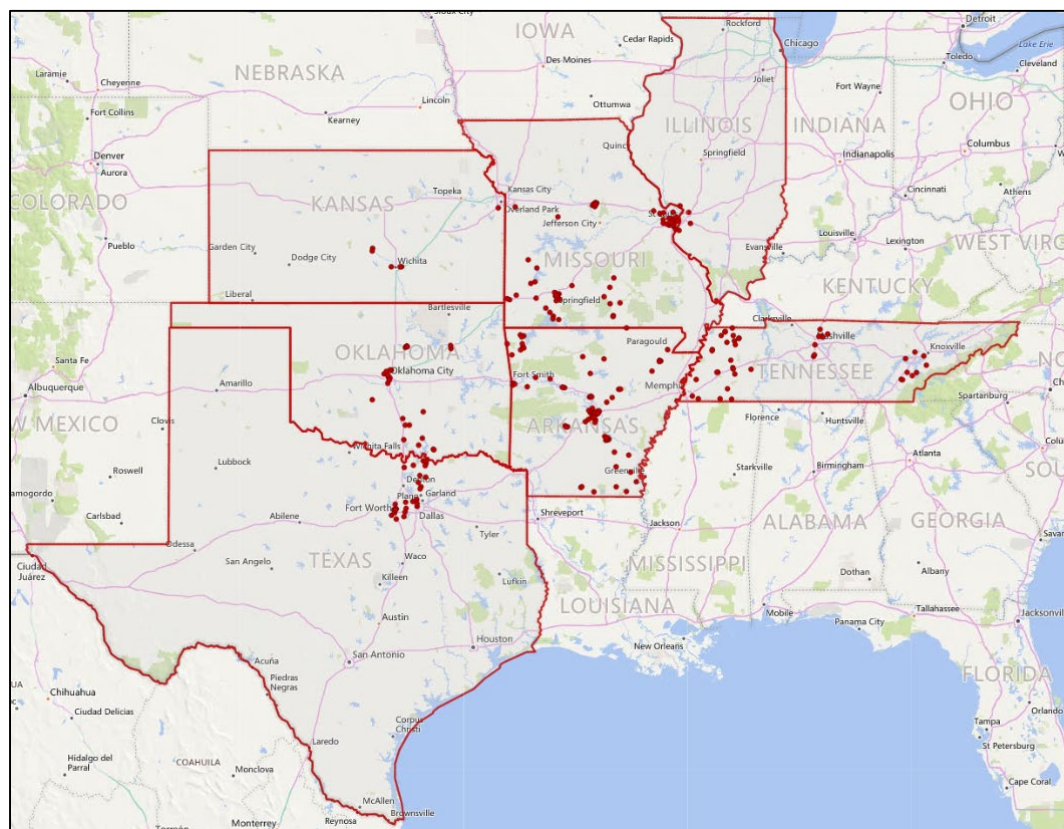 Sioux City
Rockford
Detroit
IOWA
Cedar Rapids
Chicago
Lake Erie
Toledo
Cleveland
Laramie
Cheyenne
NEBRASKA
Des Moines
Joliet
Fort Wayne
OHIO
Fort Collins
Lincoln
Kearney
Ottumwa
ILLINOIS
INDIANA
Columbus
Denver
Aurora
Quinc
Springfield
Indianapolis
Topeka
Kansas City
Overland Park
Cincinnati
Athens
COLORADO
KANSAS
Jefferson City
Pueblo
Garden City
Dodge City
Wichita
MISSOURI
Evansville
Louisville
Lexington
WEST VIRG
Liberal
Bartlesville
Springfield
KENTUCKY
Clarksville
Santa Fe
OKLAHOMA
Paragould
Knoxville
Albuquerque
Amarillo
Oklahoma City
Fort Smith
Memph
TENNESSEE
NO
W MEXICO
Clovis
ARKANSAS
Florence
Huntsville
Spartanburg
Wichita Falls
Roswell
Lubbock
Starkville
Birmingham
Atlanta
SO
Carlsbad
Abilene
Fort Worth
Plano
Garland
Dallas
Tyler
Shreveport
Jackson
ALABAMA
GEORGIA
Odessa
Ciudad
Juárez
San Angelo
TEXAS
Waco
Killeen
Lufkin
MISSISSIPPI
Dothan
Albany
LOUISIANA
Mobile
Tallahassee
Austin
Houston
Panama City
Jacksonvill
New Orleans
Acuña
San Antonio
FLORIDA
Chihuahua
Piedras
Negras
Ciudad Delicias
Corpus
Christi
Orlando
Tampa
St Petersburg
Laredo
Hidalgo del
Parral
COAHUILA
Monclova
Cape Coral
McAllen
Brownsville
Reynosa
Monterrey